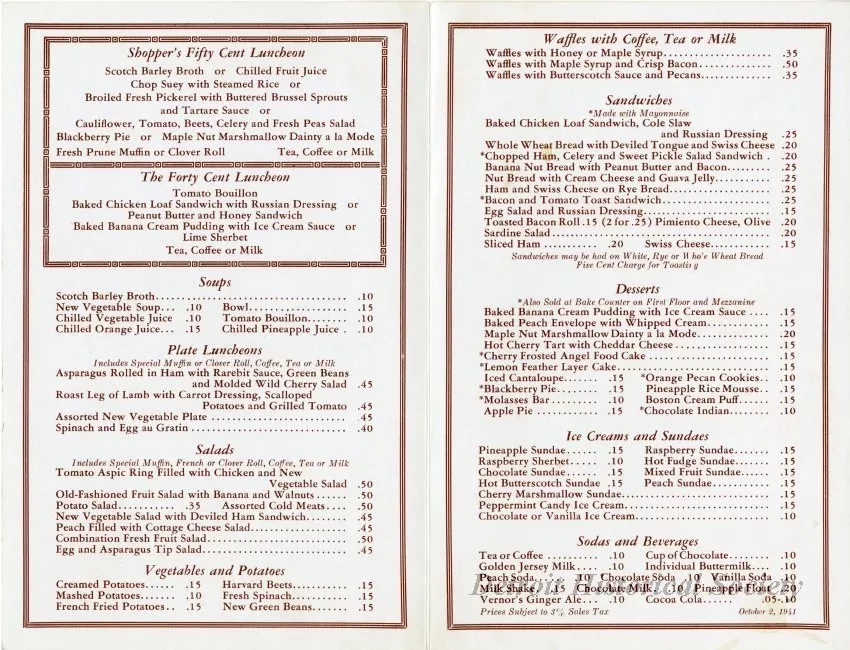 Shopper's Fifty Cent Luncheon
Scotch Barley Broth or Chilled Fruit Juice
Chop Suey with Steamed Rice or
Broiled Fresh Pickerel with Buttered Brussel Sprouts
and Tartare Sauce or
Cauliflower, Tomato, Beets, Celery and Fresh Peas Salad
Blackberry Pie or Maple Nut Marshmallow Dainty a la Mode
Fresh Prune Muffin or Clover Roll Tea, Coffee or Milk
The Forty Cent Luncheon
Tomato Bouillon
Baked Chicken Loaf Sandwich with Russian Dressing or
Peanut Butter and Honey Sandwich
Baked Banana Cream Pudding with Ice Cream Sauce or
Lime Sherbet
Tea, Coffee or Milk
Soups
Scotch Barley Broth .10
New Vegetable Soup... .10 Bowl .15
Chilled Vegetable Juice .10 Tomato Bouillon .10
Chilled Orange Juice... .15 Chilled Pineapple Juice . .10
Plate Luncheons
Includes Special Muffin or Clover Roll, Coffee, Tea or Milk
Asparagus Rolled in Ham with Rarebit Sauce, Green Beans
and Molded Wild Cherry Salad .45
Roast Leg of Lamb with Carrot Dressing, Scalloped
Potatoes and Grilled Tomato .45
Assorted New Vegetable Plate .45
Spinach and Egg au Gratin .40
Salads
Includes Special Muffin, French or Clover Roll, Coffee, Tea or Milk
Tomato Aspic Ring Filled with Chicken and New
Vegetable Salad .50
Old-Fashioned Fruit Salad with Banana and Walnuts .50
Potato Salad .35 Assorted Cold Meats .50
New Vegetable Salad with Deviled Ham Sandwich .45
Peach Filled with Cottage Cheese Salad .45
Combination Fresh Fruit Salad .50
Egg and Asparagus Tip Salad .45
Vegetables and Potatoes
Creamed Potatoes .15 Harvard Beets .15
Mashed Potatoes .10 Fresh Spinach .15
French Fried Potatoes .15 New Green Beans .15
Waffles with Coffee, Tea or Milk
Waffles with Honey or Maple Syrup .35
Waffles with Maple Syrup and Crisp Bacon .50
Waffles with Butterscotch Sauce and Pecans .35
Sandwiches
*Made with Mayonnaise
Baked Chicken Loaf Sandwich, Cole Slaw
and Russian Dressing .25
Whole Wheat Bread with Deviled Tongue and Swiss Cheese .20
*Chopped Ham, Celery and Sweet Pickle Salad Sandwich . .20
Banana Nut Bread with Peanut Butter and Bacon .25
Nut Bread with Cream Cheese and Guava Jelly .25
Ham and Swiss Cheese on Rye Bread .25
*Bacon and Tomato Toast Sandwich .25
Egg Salad and Russian Dressing .15
Toasted Bacon Roll .15 (2 for .25) Pimiento Cheese, Olive .20
Sardine Salad .20
Sliced Ham .20 Swiss Cheese .15
Sandwiches may be had on White, Rye or Who'e Wheat Bread
Five Cent Charge for Toasti g
Desserts
*Also Sold at Bake Counter on First Floor and Mezzanine
Baked Banana Cream Pudding with Ice Cream Sauce .15
Baked Peach Envelope with Whipped Cream .15
Maple Nut Marshmallow Dainty a la Mode .20
Hot Cherry Tart with Cheddar Cheese .15
*Cherry Frosted Angel Food Cake .15
*Lemon Feather Layer Cake .15
Iced Cantaloupe .15 *Orange Pecan Cookies .10
*Blackberry Pie .15 Pineapple Rice Mousse .15
*Molasses Bar .10 Boston Cream Puff .15
Apple Pie .15 *Chocolate Indian .10
Ice Creams and Sundaes
Pineapple Sundae .15 Raspberry Sundae .15
Raspberry Sherbet .10 Hot Fudge Sundae .15
Chocolate Sundae .15 Mixed Fruit Sundae .15
Hot Butterscotch Sundae .15 Peach Sundae .15
Cherry Marshmallow Sundae .15
Peppermint Candy Ice Cream .15
Chocolate or Vanilla Ice Cream .10
Sodas and Beverages
Tea or Coffee .10 Cup of Chocolate .10
Golden Jersey Milk .10 Individual Buttermilk .10
Peach Soda .10 Chocolate Soda .10 Vanilla Soda .10
Milk Shake .15 Chocolate Milk .10 Pineapple Float .20
Vernor's Ginger Ale .10 Coca Cola .05-.10
Prices Subject to 3% Sales Tax October 2, 1941
Detroit Historical Society